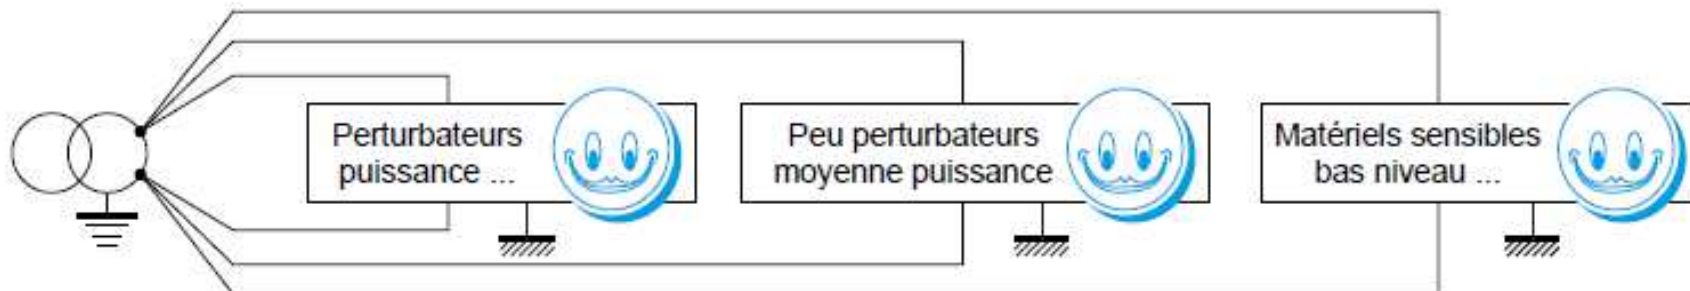 Perturbateurs
puissance ...
Peu perturbateurs
moyenne puissance
Matériels sensibles
bas niveau ...